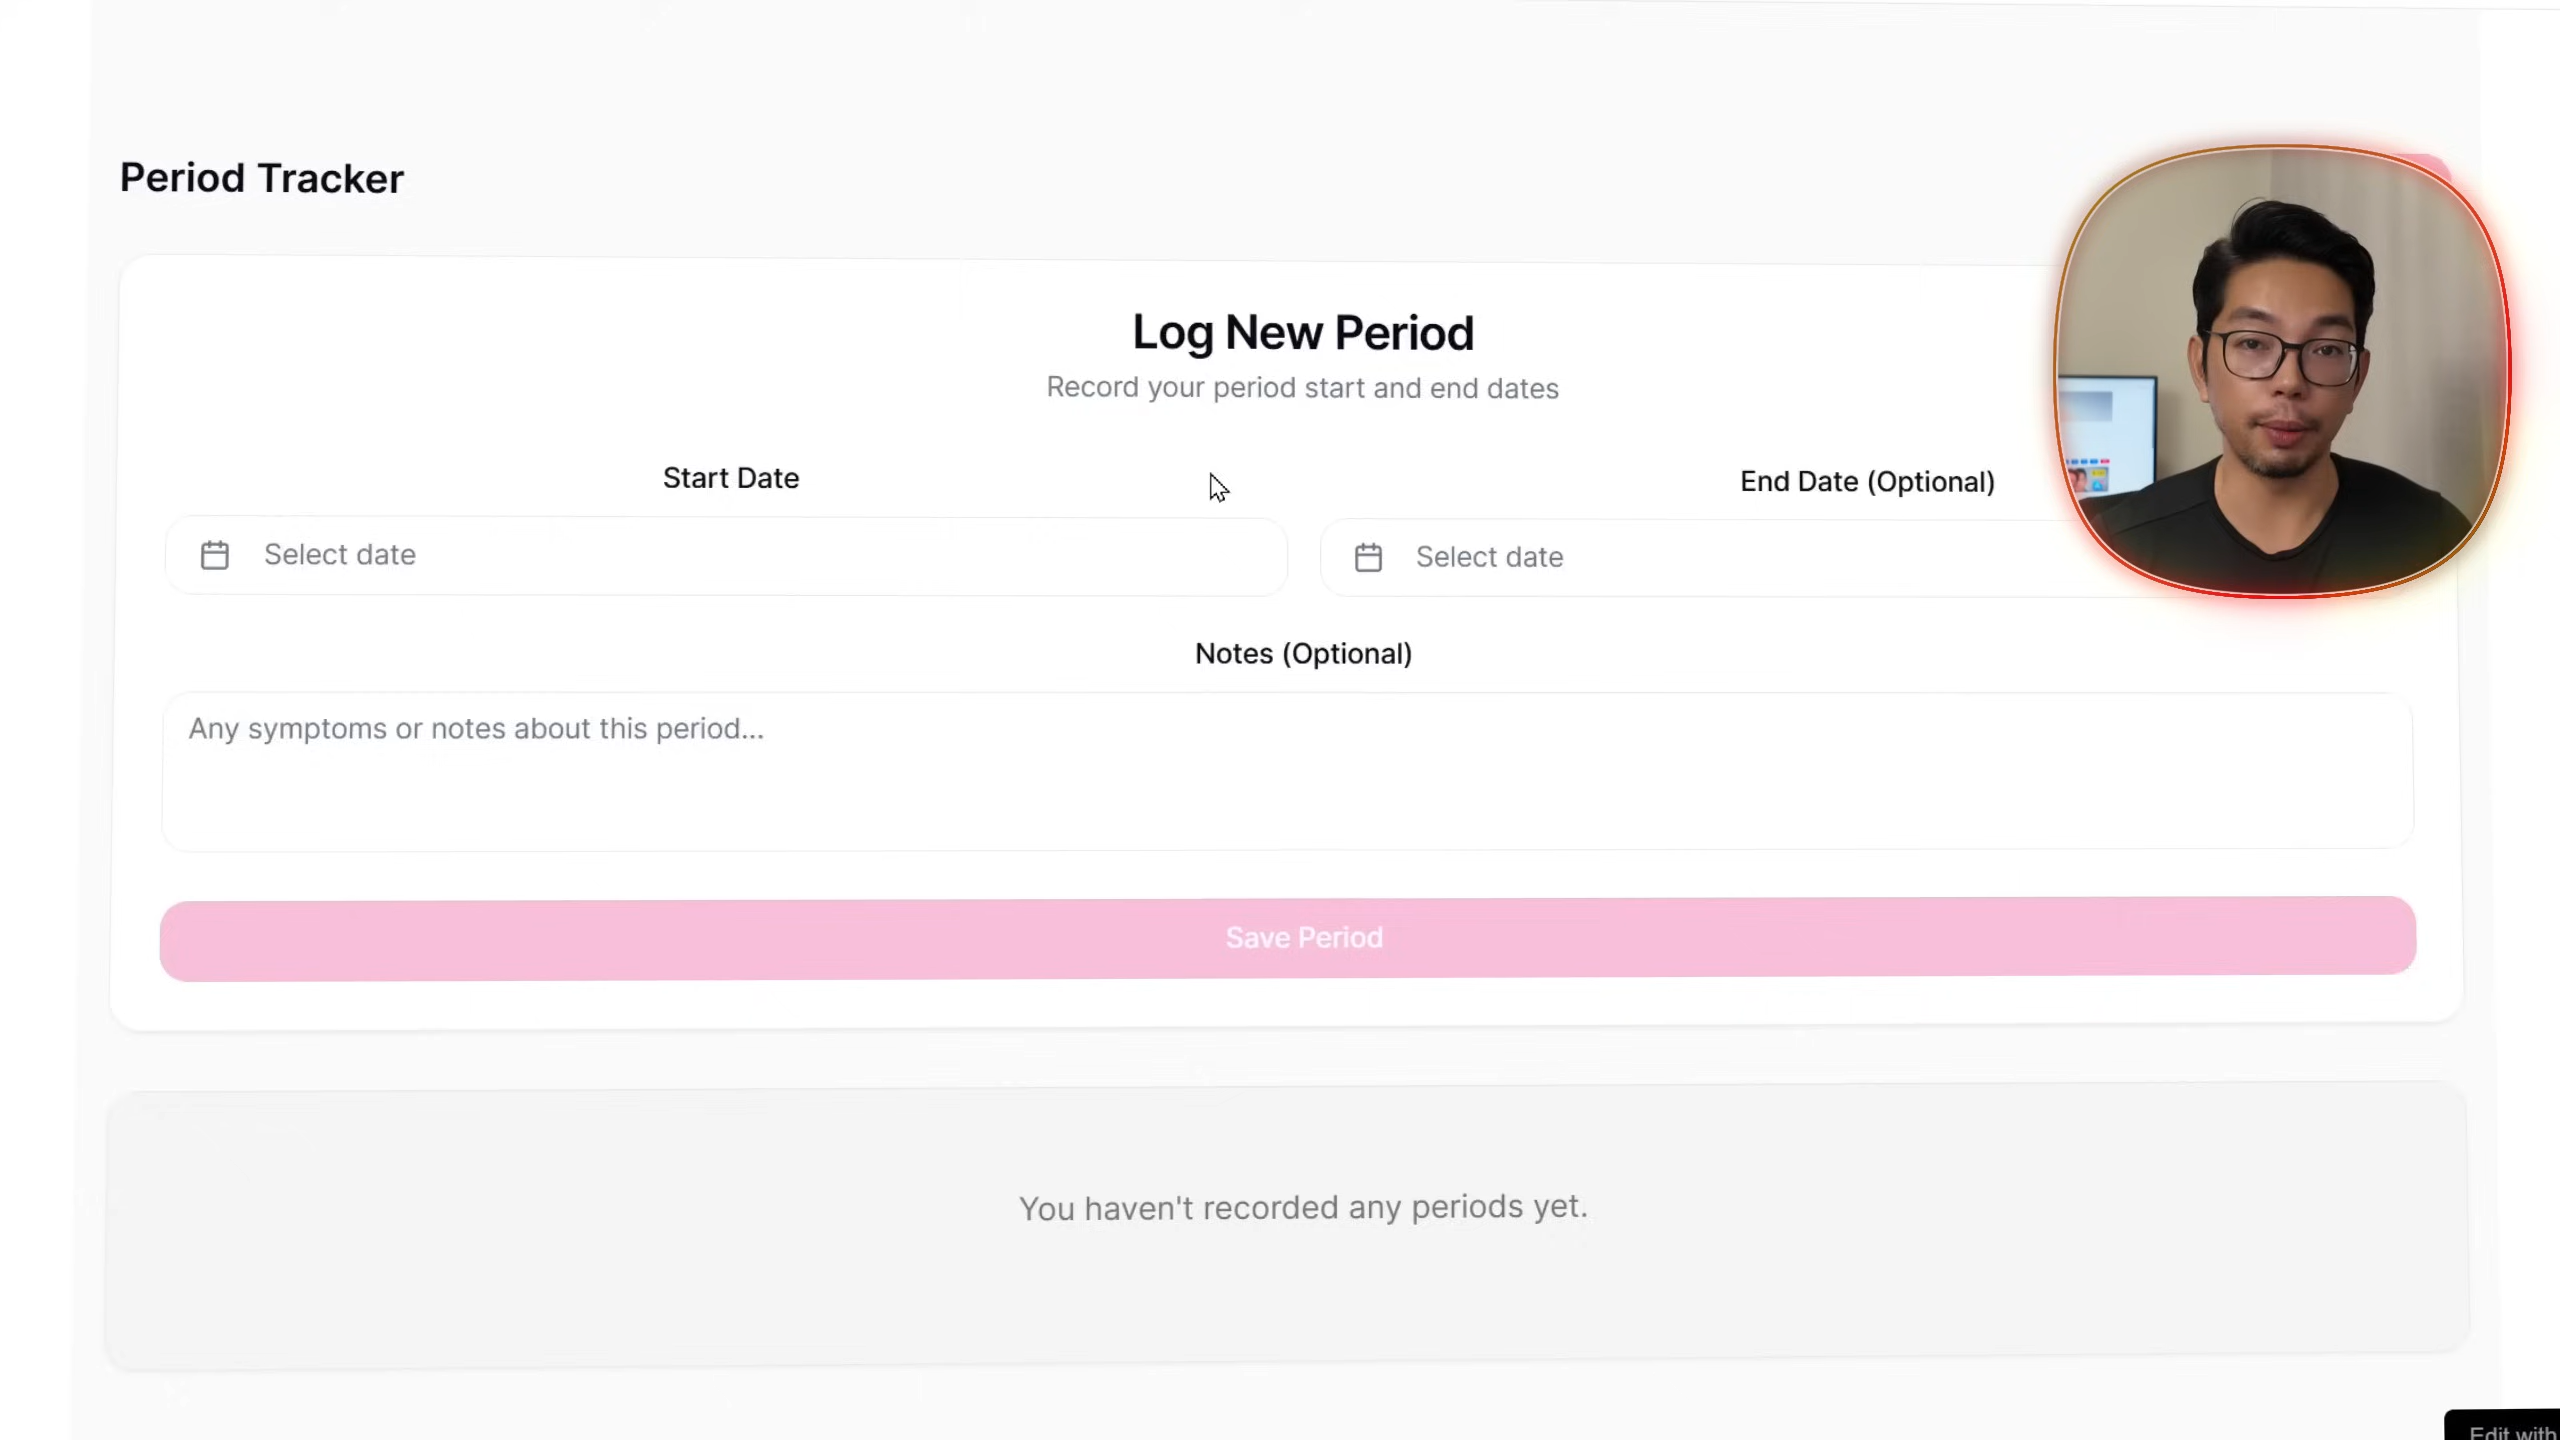 Period Tracker
Log New Period
Record your period start and end dates
Start Date
End Date (Optional)
Select date
Select date
Notes (Optional)
Any symptoms or notes about this period...
Save Period
You haven't recorded any periods yet.
Edit with